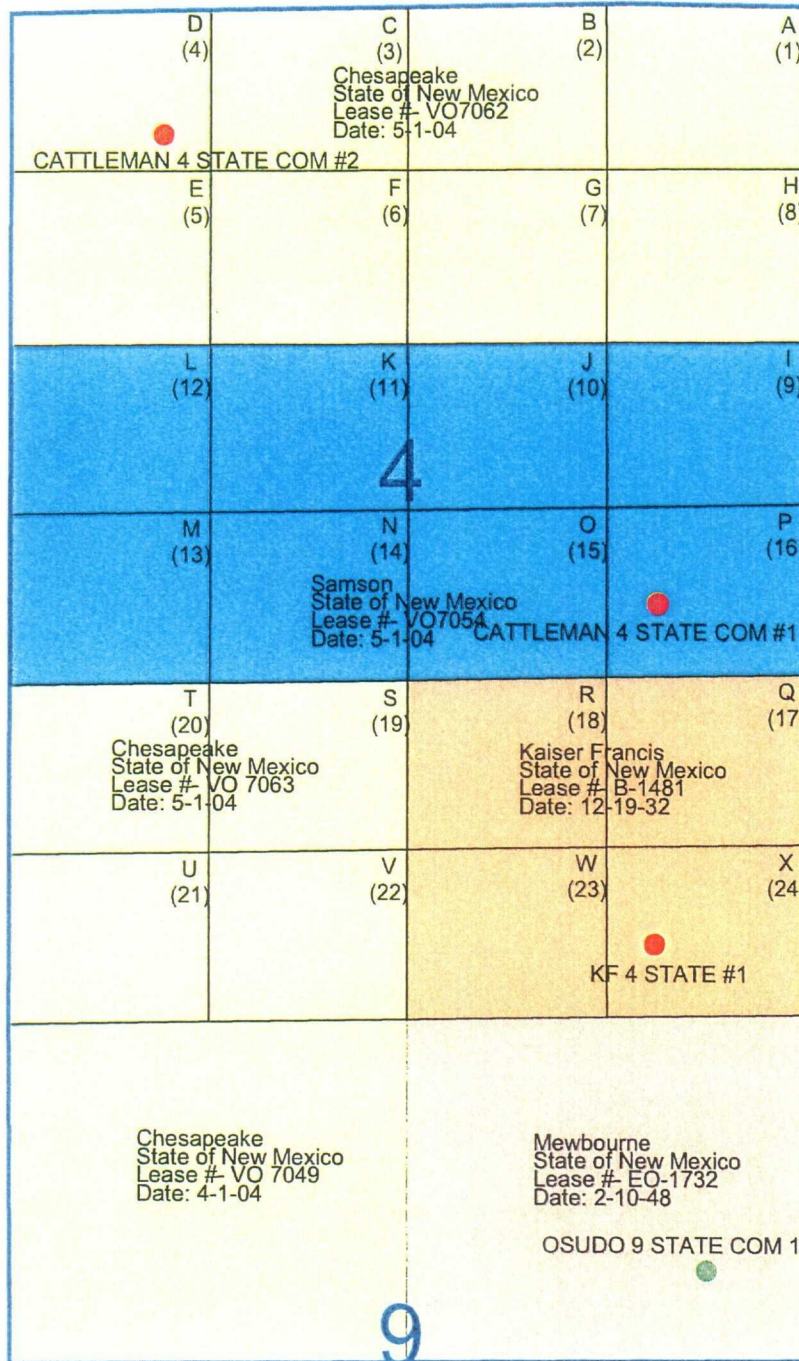 D
(4)
C
(3)
B
(2)
A
(1)
Chesapeake
State of New Mexico
Lease #- VO7062
Date: 5-1-04
CATTLEMAN 4 STATE COM #2
E
(5)
F
(6)
G
(7)
H
(8)
L
(12)
K
(11)
J
(10)
I
(9)
4
M
(13)
N
(14)
O
(15)
P
(16)
Samson
State of New Mexico
Lease #- VO7054
Date: 5-1-04
CATTLEMAN 4 STATE COM #1
T
(20)
S
(19)
R
(18)
Q
(17)
Chesapeake
State of New Mexico
Lease #- VO 7063
Date: 5-1-04
Kaiser Francis
State of New Mexico
Lease #- B-1481
Date: 12-19-32
U
(21)
V
(22)
W
(23)
X
(24)
KF 4 STATE #1
Chesapeake
State of New Mexico
Lease #- VO 7049
Date: 4-1-04
Mewbourne
State of New Mexico
Lease #- EO-1732
Date: 2-10-48
OSUDO 9 STATE COM 1
9